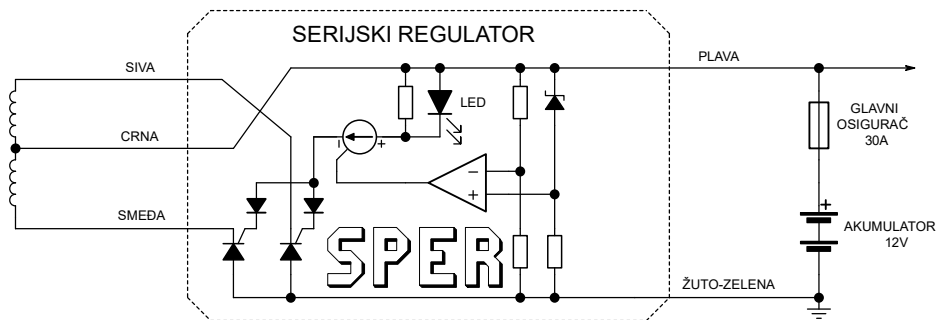 SERIJSKI REGULATOR
SIVA
PLAVA
LED
GLAVNI
OSIGURAČ
30A
CRNA
SMEĐA
SPER
AKUMULATOR
12V
ŽUTO-ZELENA